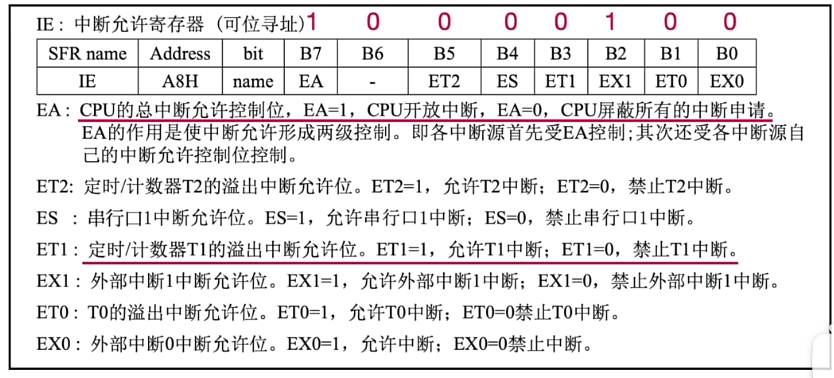 IE：中断允许寄存器（可位寻址）1 0 0 0 0 1 0 0
SFR name Address bit B7 B6 B5 B4 B3 B2 B1 B0
IE A8H name EA - ET2 ES ET1 EX1 ET0 EX0
EA：CPU的总中断允许控制位，EA=1，CPU开放中断，EA=0，CPU屏蔽所有的中断申请。
EA的作用是使中断允许形成两级控制。即各中断源首先受EA控制;其次还受各中断源自
己的中断允许控制位控制。
ET2：定时/计数器T2的溢出中断允许位。ET2=1，允许T2中断；ET2=0，禁止T2中断。
ES ：串行口1中断允许位。ES=1，允许串行口1中断；ES=0，禁止串行口1中断。
ET1：定时/计数器T1的溢出中断允许位。ET1=1，允许T1中断；ET1=0，禁止T1中断。
EX1：外部中断1中断允许位。EX1=1，允许外部中断1中断；EX1=0，禁止外部中断1中断。
ET0：T0的溢出中断允许位。ET0=1，允许T0中断；ET0=0禁止T0中断。
EX0：外部中断0中断允许位。EX0=1，允许中断；EX0=0禁止中断。